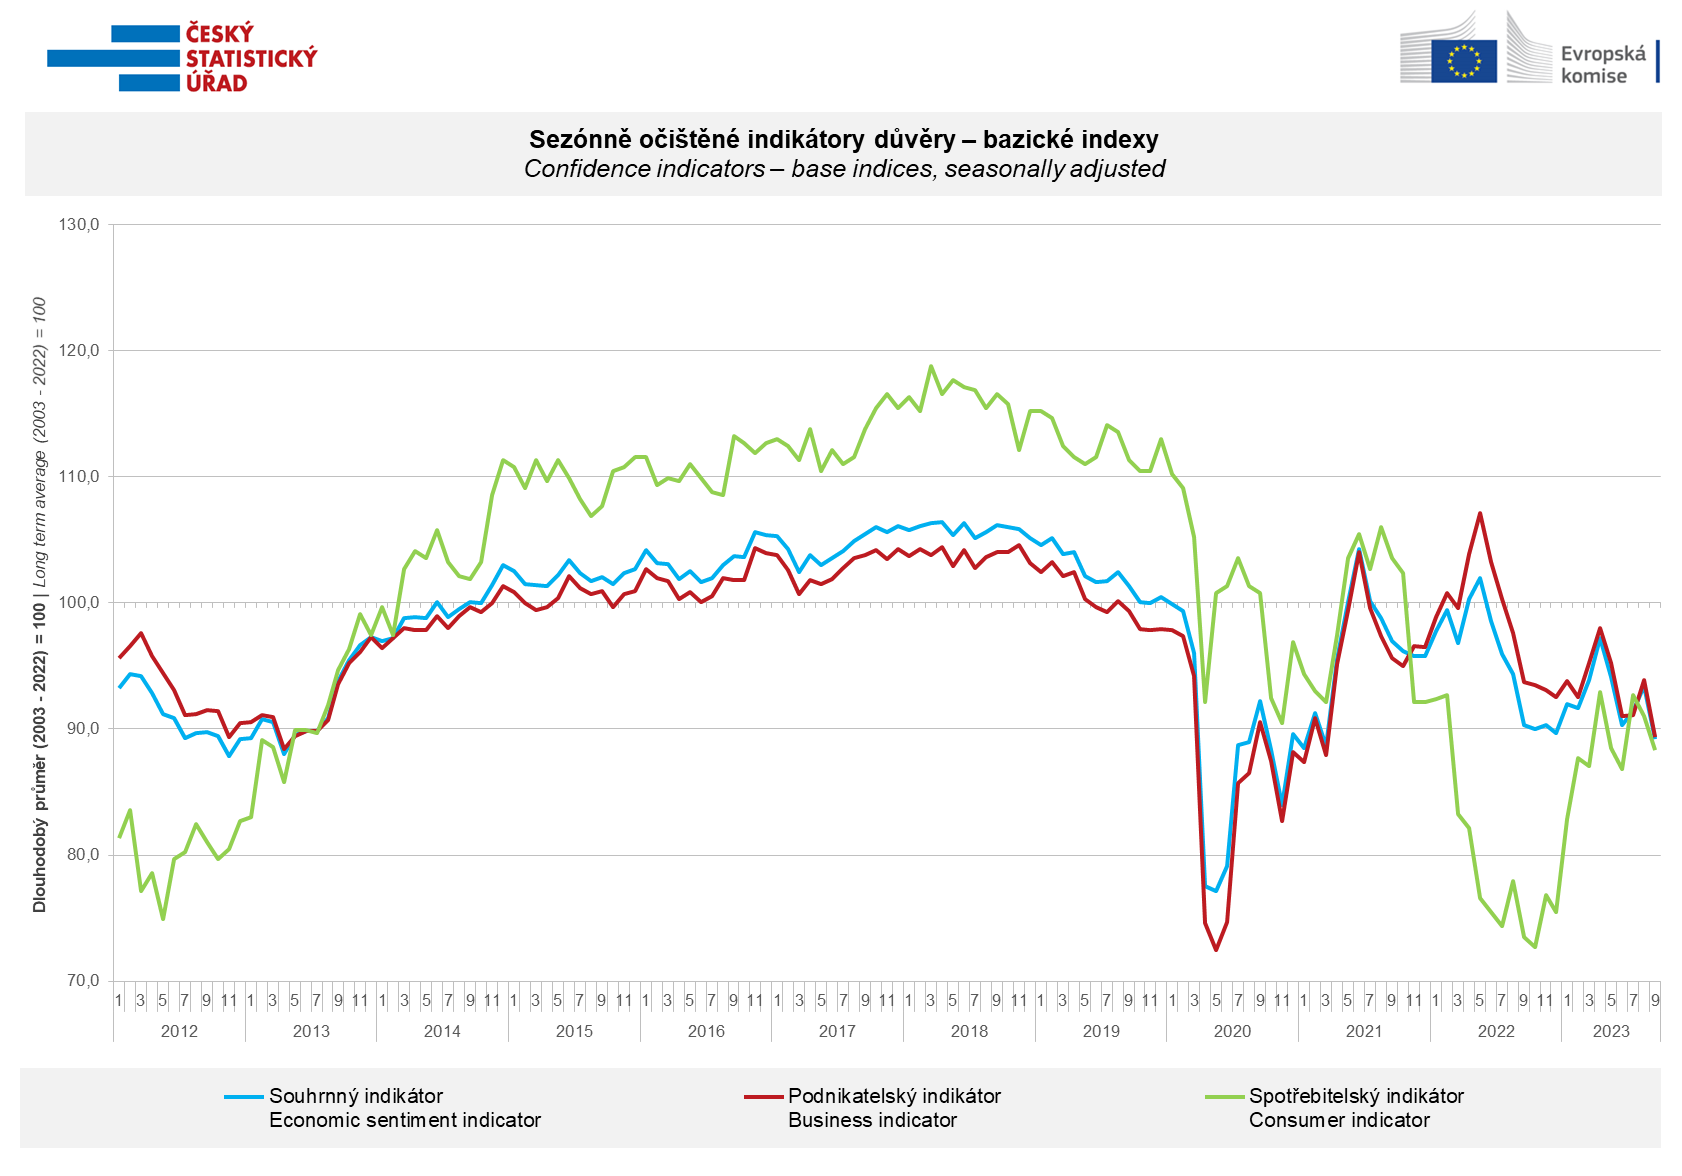 ČESKÝ
STATISTICKÝ
ÚŘAD
Evropská
komise
Sezónně očištěné indikátory důvěry – bazické indexy
Confidence indicators – base indices, seasonally adjusted
Dlouhodobý průměr (2003 - 2022) = 100 | Long term average (2003 - 2022) = 100
130,0
120,0
110,0
100,0
90,0
80,0
70,0
1 3 5 7 9 11 1 3 5 7 9 11 1 3 5 7 9 11 1 3 5 7 9 11 1 3 5 7 9 11 1 3 5 7 9 11 1 3 5 7 9 11 1 3 5 7 9 11 1 3 5 7 9 11 1 3 5 7 9 11 1 3 5 7 9 11 1 3 5 7 9
2012 2013 2014 2015 2016 2017 2018 2019 2020 2021 2022 2023
Souhrnný indikátor
Economic sentiment indicator
Podnikatelský indikátor
Business indicator
Spotřebitelský indikátor
Consumer indicator